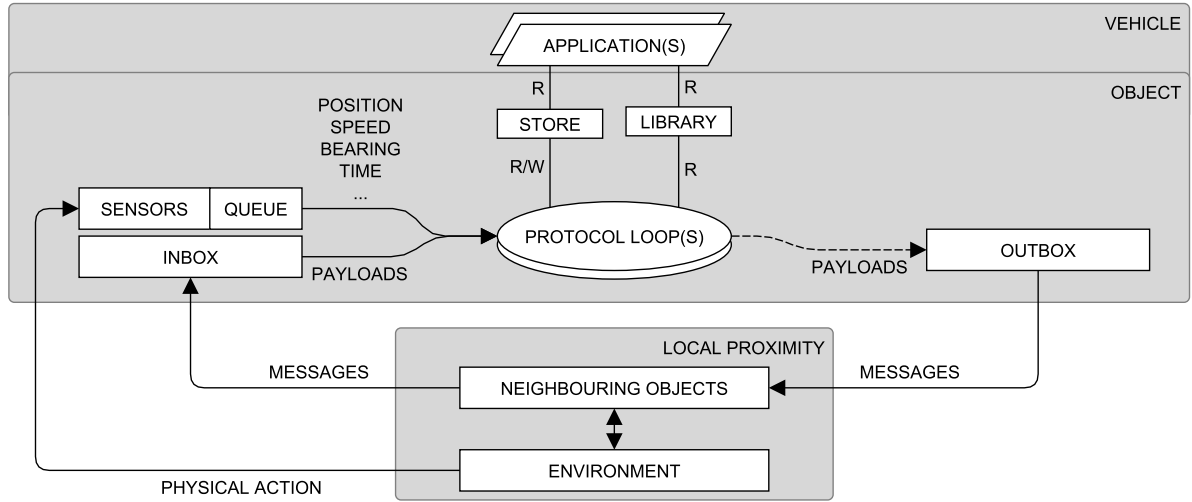 VEHICLE
APPLICATION(S)
OBJECT
R
R
POSITION
SPEED
BEARING
TIME
...
STORE
LIBRARY
R/W
R
SENSORS
QUEUE
INBOX
PAYLOADS
PROTOCOL LOOP(S)
PAYLOADS
OUTBOX
LOCAL PROXIMITY
MESSAGES
NEIGHBOURING OBJECTS
MESSAGES
ENVIRONMENT
PHYSICAL ACTION